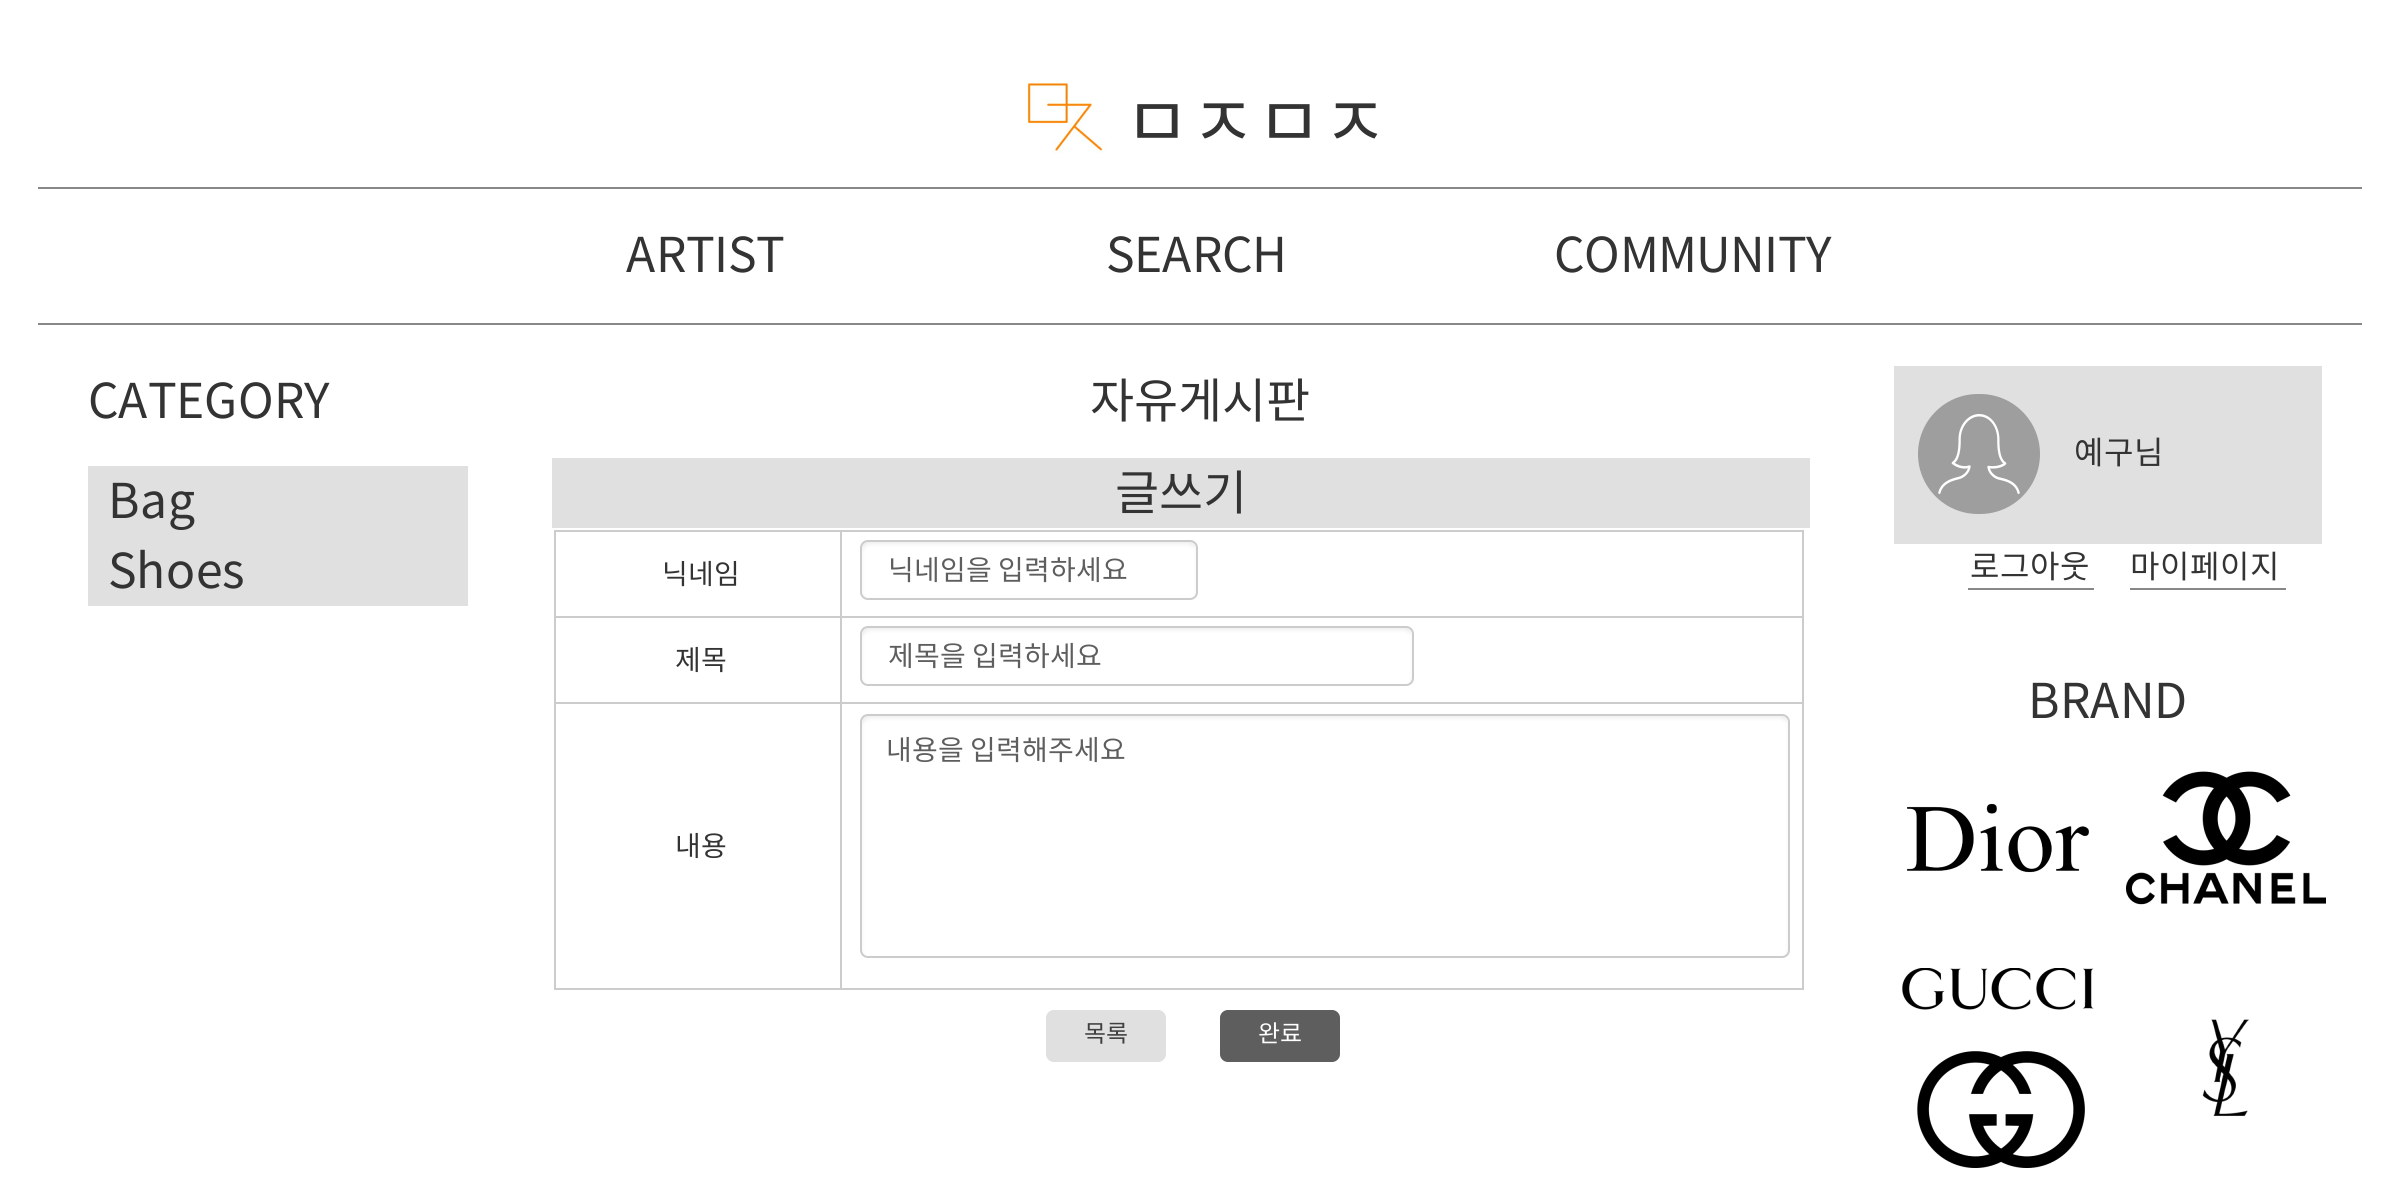 ㅁㅈㅁㅈ
ARTIST SEARCH COMMUNITY
CATEGORY
Bag
Shoes
자유게시판
글쓰기
닉네임 닉네임을 입력하세요
제목 제목을 입력하세요
내용 내용을 입력해주세요
목록 완료
예구님
로그아웃 마이페이지
BRAND
Dior
CHANEL
GUCCI
YSL